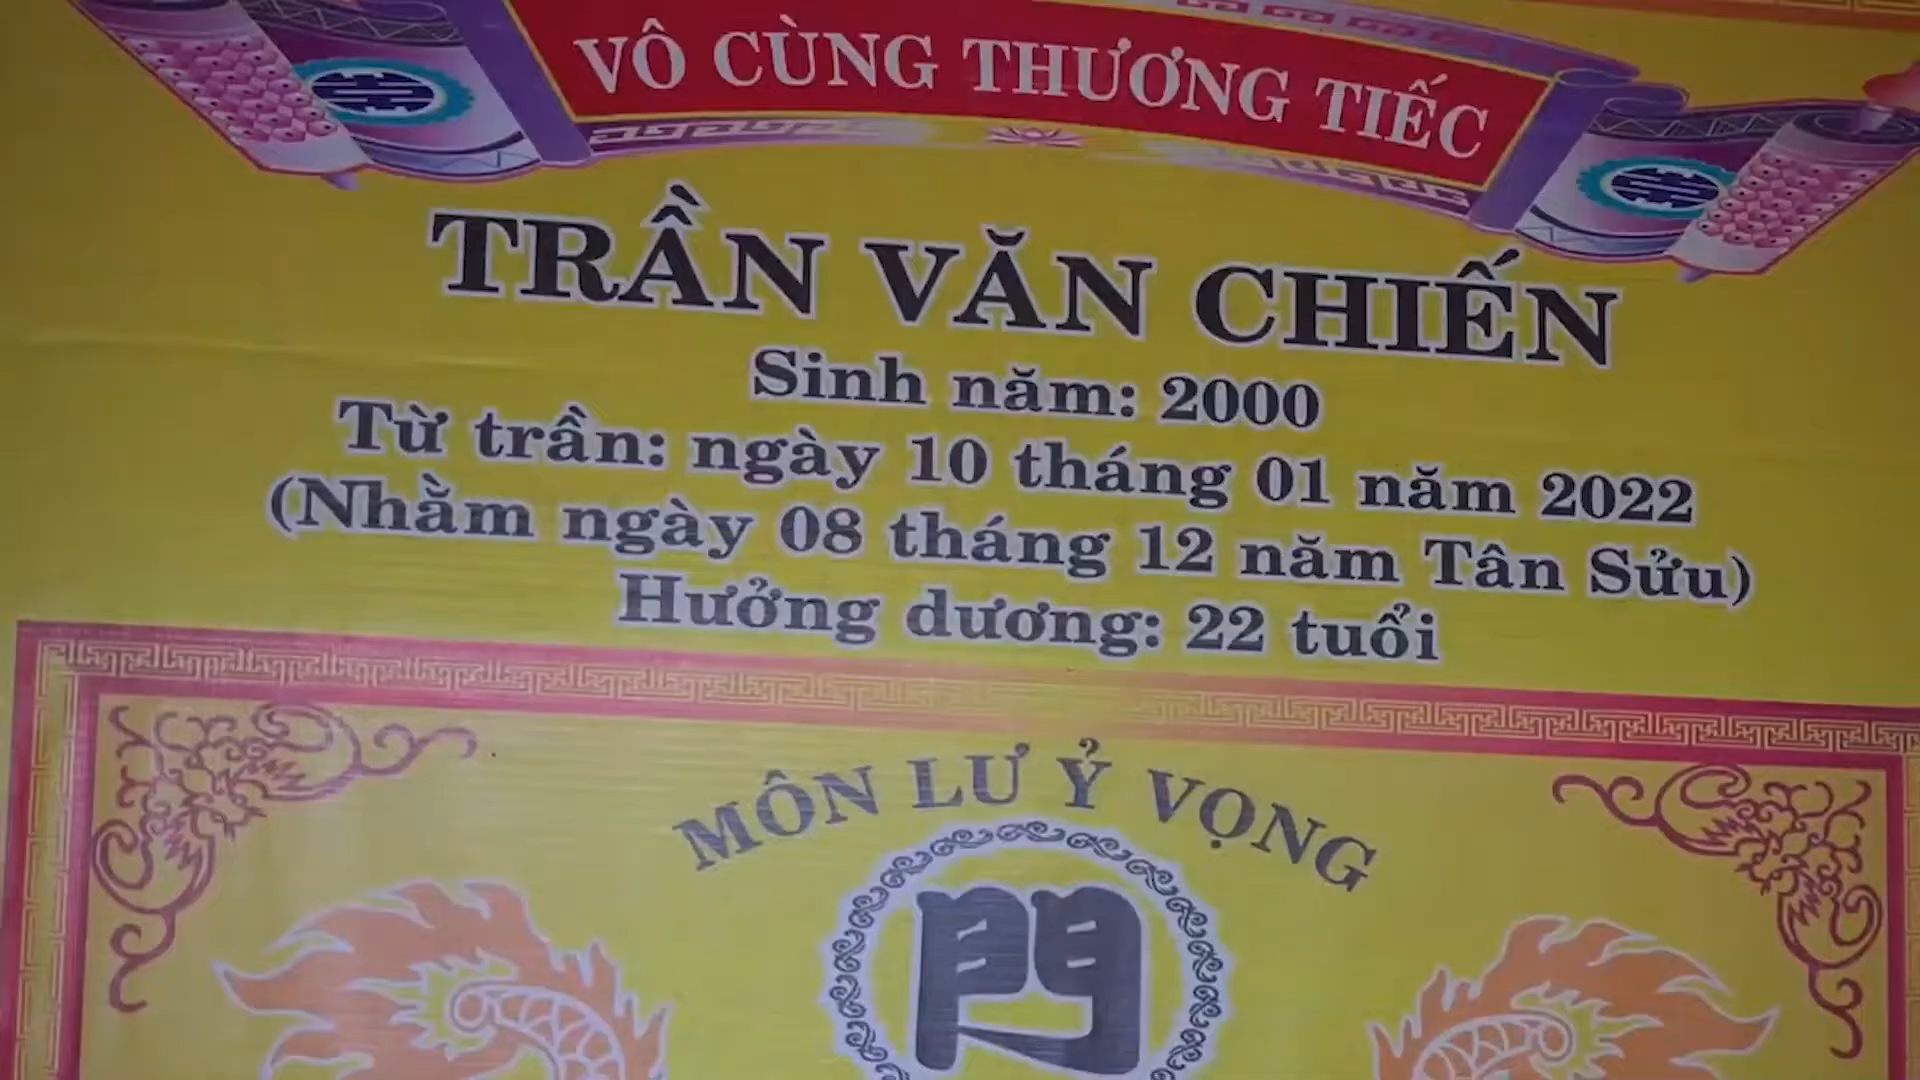 VÔ CÙNG THƯƠNG TIẾC
TRẦN VĂN CHIẾN
Sinh năm: 2000
Từ trần: ngày 10 tháng 01 năm 2022
(Nhằm ngày 08 tháng 12 năm Tân Sửu)
Hưởng dương: 22 tuổi
MÔN LƯ Ỷ VỌNG
門